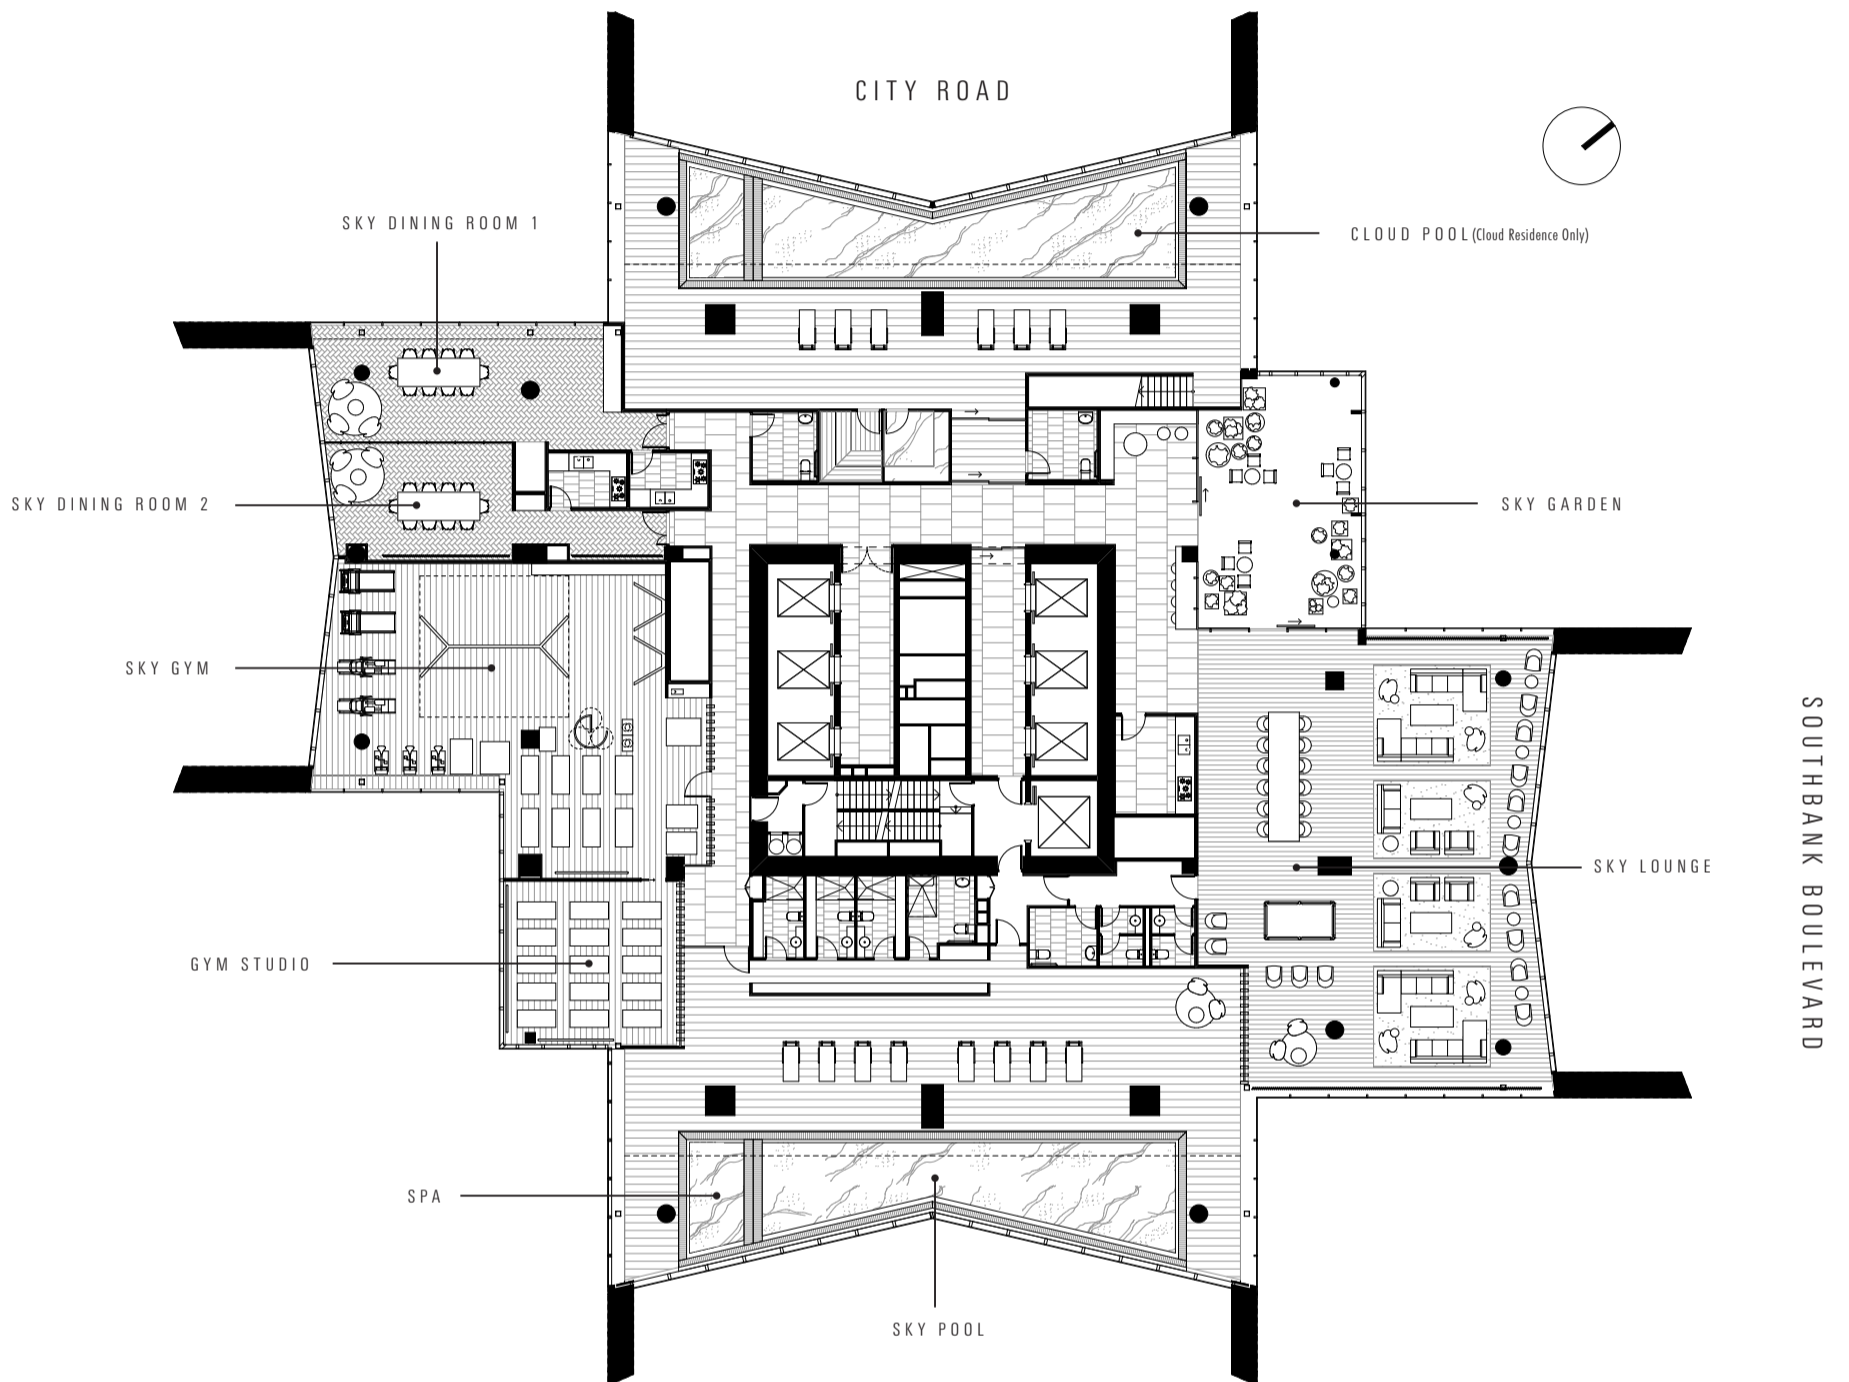 CITY ROAD
SKY DINING ROOM 1
CLOUD POOL (Cloud Residence Only)
SKY DINING ROOM 2
SKY GARDEN
SKY GYM
SOUTHBANK BOULEVARD
SKY LOUNGE
GYM STUDIO
SPA
SKY POOL